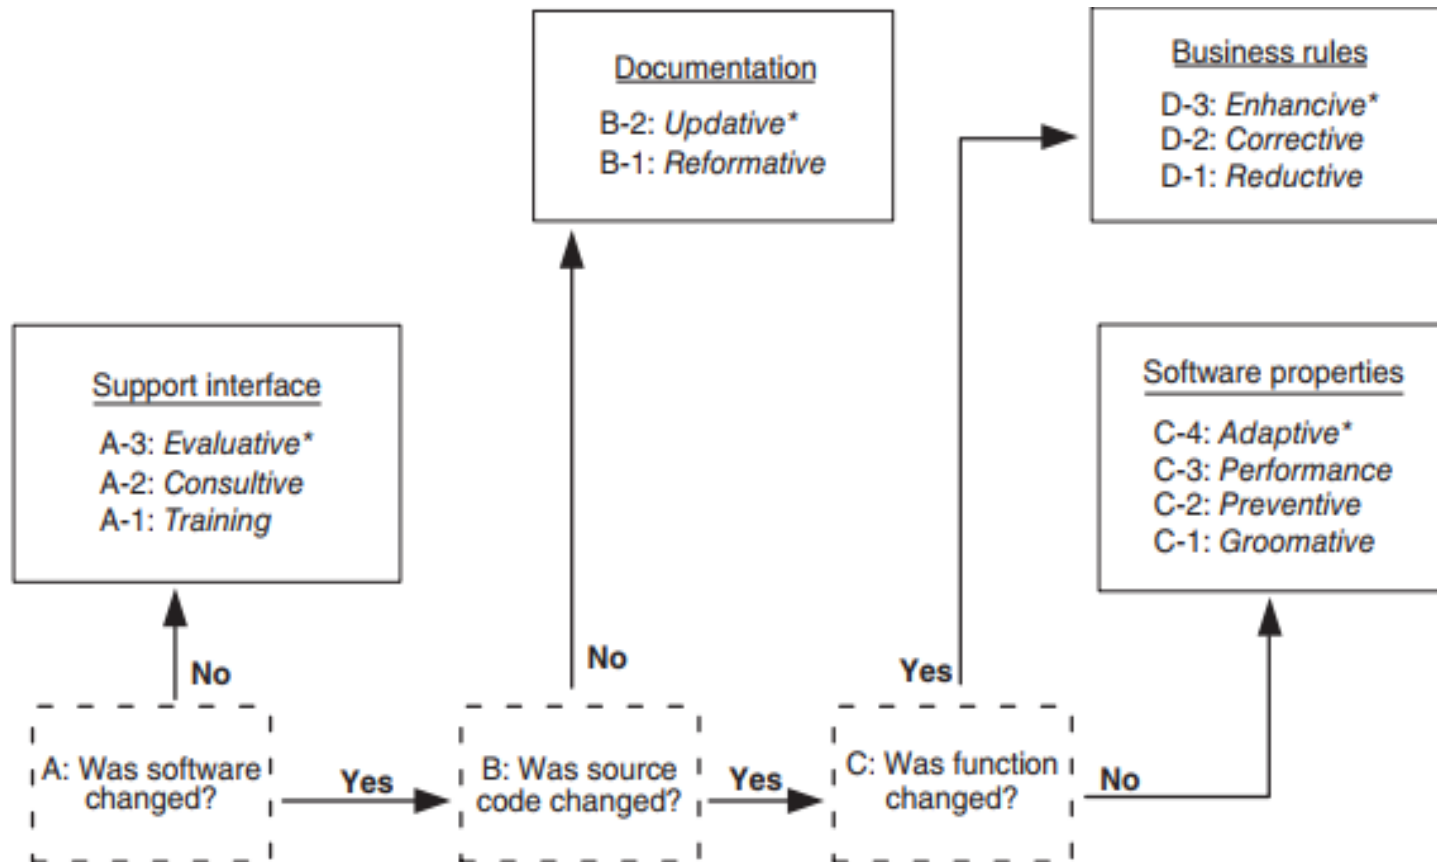 Documentation
B-2: Updative*
B-1: Reformative
Business rules
D-3: Enhancive*
D-2: Corrective
D-1: Reductive
Support interface
A-3: Evaluative*
A-2: Consultive
A-1: Training
Software properties
C-4: Adaptive*
C-3: Performance
C-2: Preventive
C-1: Groomative
No
No
Yes
A: Was software
changed?
Yes
B: Was source
code changed?
Yes
C: Was function
changed?
No